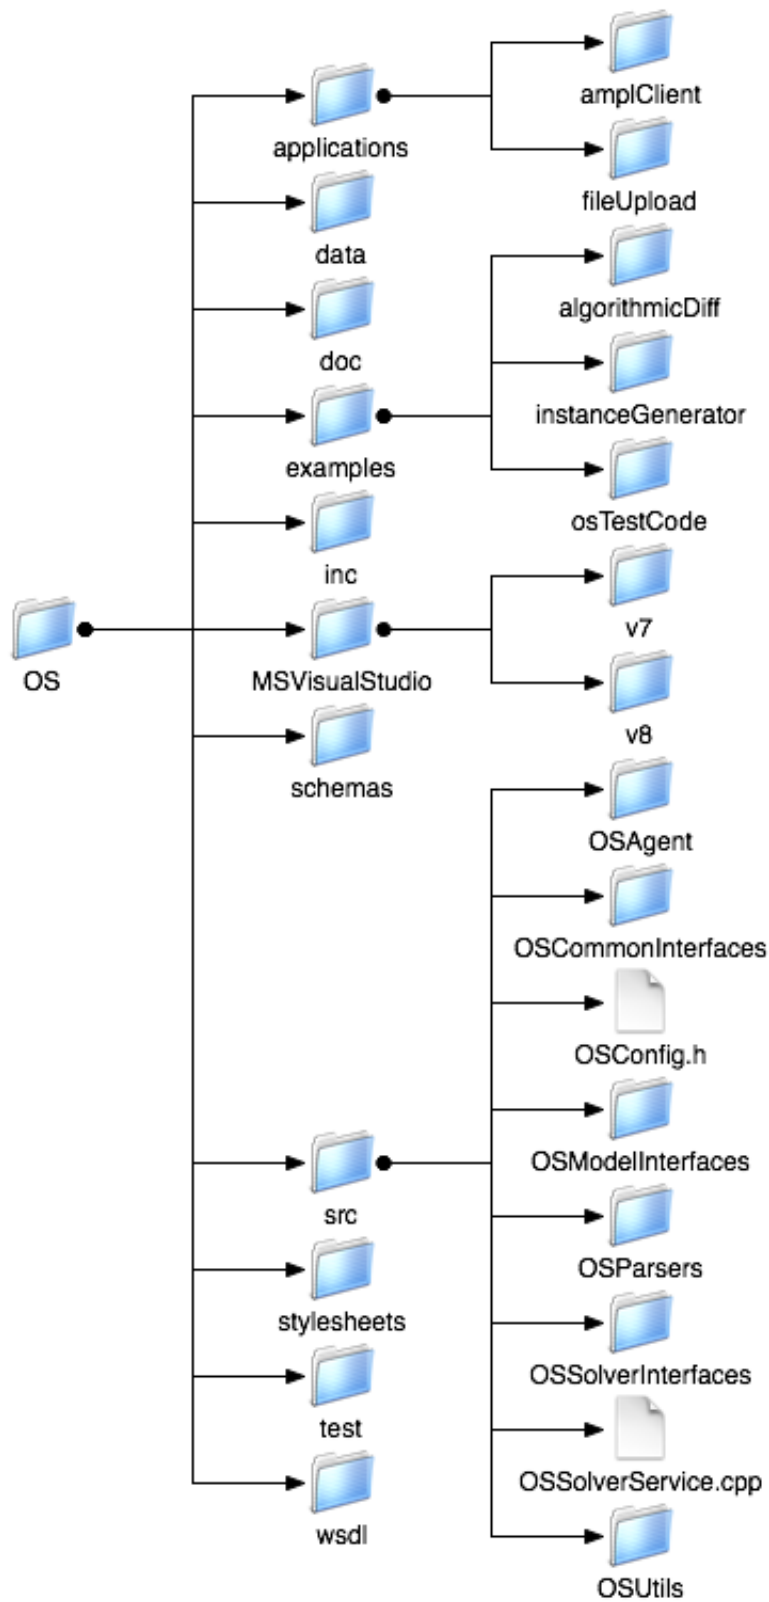 amplClient
applications
fileUpload
data
algorithmicDiff
doc
instanceGenerator
examples
osTestCode
inc
v7
OS
MSVisualStudio
v8
schemas
OSAgent
OSCommonInterfaces
OSConfig.h
OSModelInterfaces
src
OSParsers
stylesheets
OSSolverInterfaces
test
OSSolverService.cpp
wsdl
OSUtils